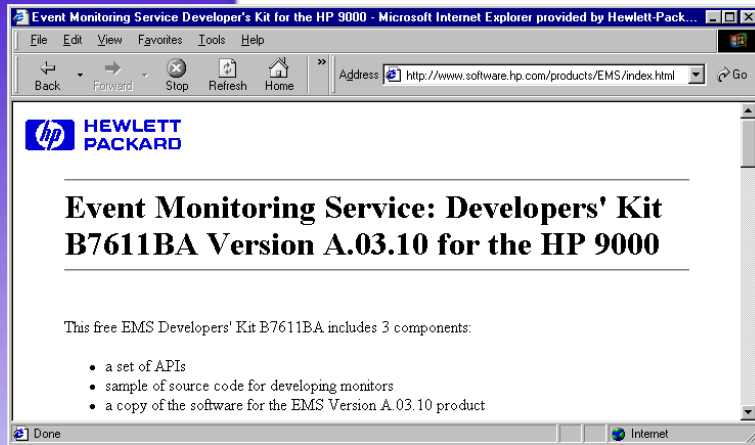 Event Monitoring Service Developer's Kit for the HP 9000 - Microsoft Internet Explorer provided by Hewlett-Pack...
File Edit View Favorites Tools Help
Back Forward Stop Refresh Home » Address http://www.software.hp.com/products/EMS/index.html Go
hp HEWLETT
PACKARD
Event Monitoring Service: Developers' Kit
B7611BA Version A.03.10 for the HP 9000
This free EMS Developers' Kit B7611BA includes 3 components:
• a set of APIs
• sample of source code for developing monitors
• a copy of the software for the EMS Version A.03.10 product
Done Internet